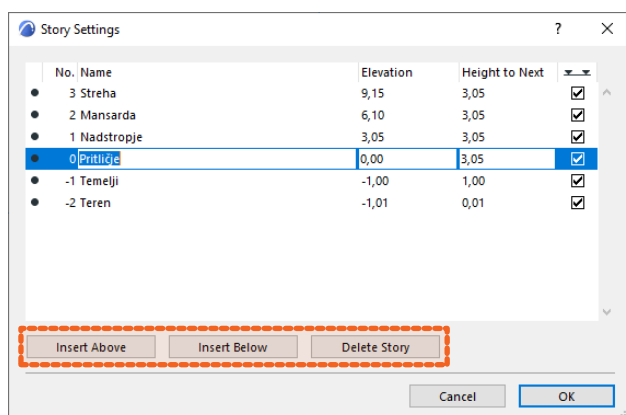 Story Settings ? ×
No. Name Elevation Height to Next
3 Streha 9,15 3,05
2 Mansarda 6,10 3,05
1 Nadstropje 3,05 3,05
0 Pritličje 0,00 3,05
-1 Temelji -1,00 1,00
-2 Teren -1,01 0,01
Insert Above Insert Below Delete Story
Cancel OK